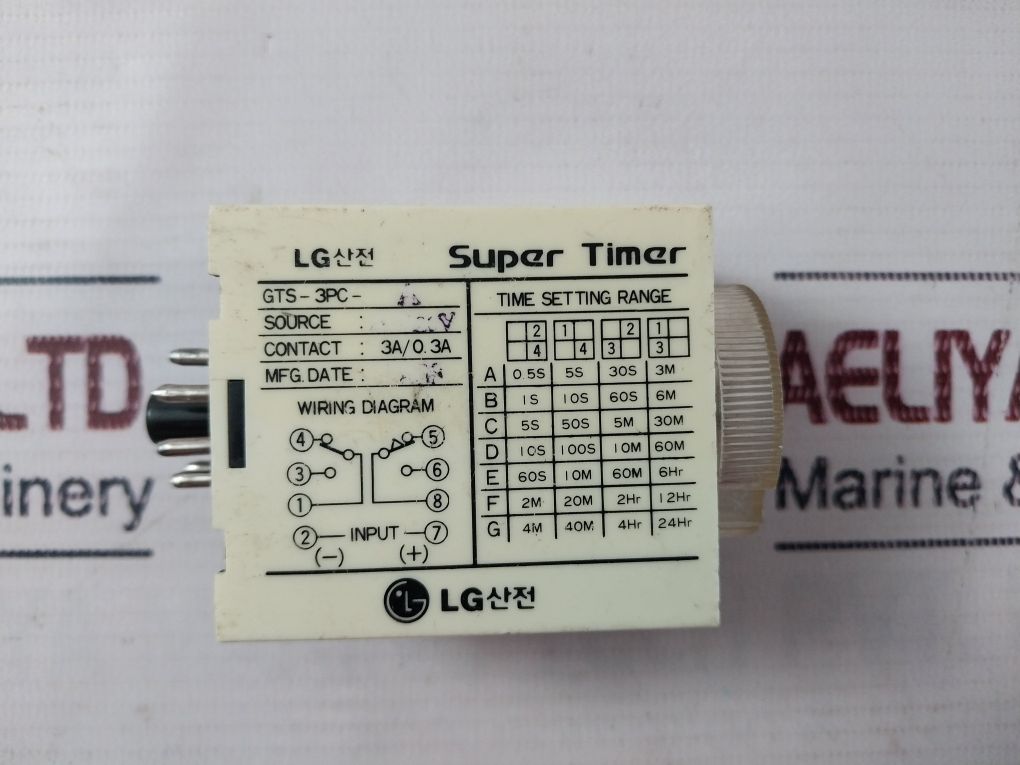 LG산전 Super Timer
GTS-3PC- A
SOURCE : V
CONTACT : 3A/0.3A
MFG.DATE :
WIRING DIAGRAM
4 5
3 6
1 8
2 INPUT 7
(-) (+)
TIME SETTING RANGE
2 1 2 1
4 4 3 3
A 0.5S 5S 30S 3M
B 1S 10S 60S 6M
C 5S 50S 5M 30M
D 10S 100S 10M 60M
E 60S 10M 60M 6Hr
F 2M 20M 2Hr 12Hr
G 4M 40M 4Hr 24Hr
LG LG산전
LTD
inery
AELIYA
Marine &